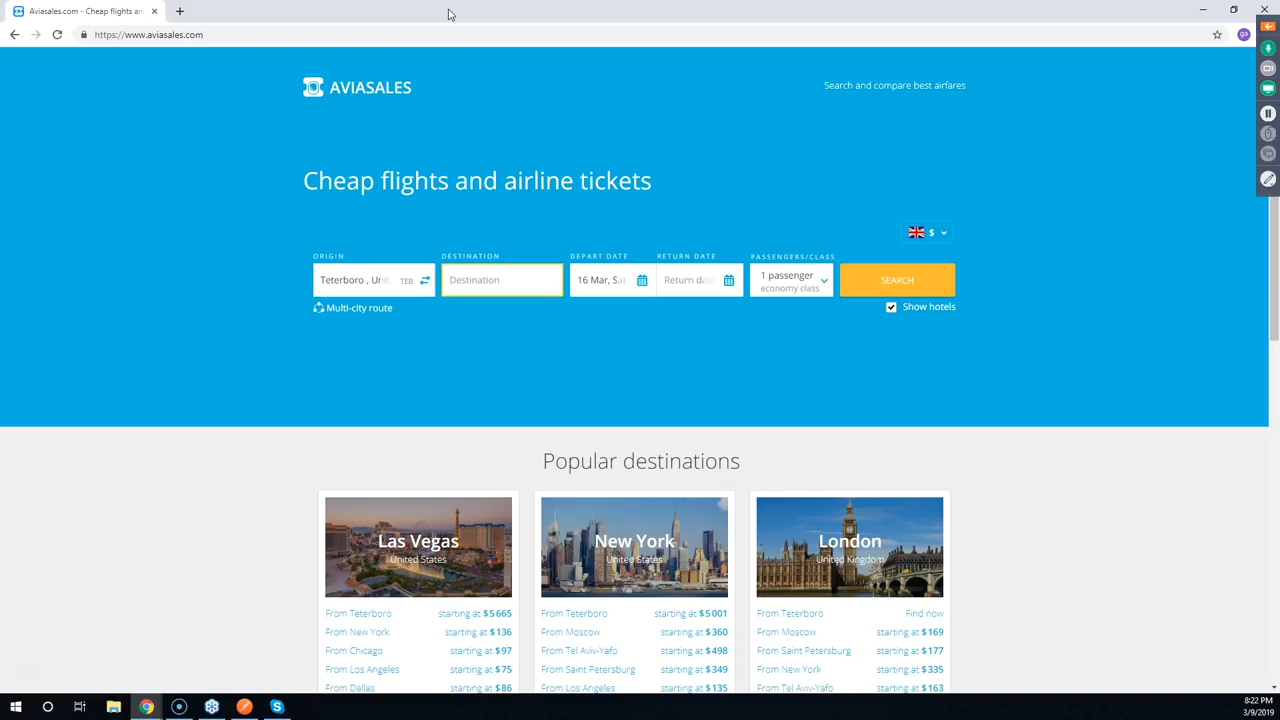 Aviasales.com - Cheap flights an
https://www.aviasales.com
ga
AVIASALES
Search and compare best airfares
Cheap flights and airline tickets
$
ORIGIN
DESTINATION
DEPART DATE
RETURN DATE
PASSENGERS/CLASS
Teterboro , Unit
TEB
Destination
16 Mar, Sat
Return date
1 passenger
economy class
SEARCH
Multi-city route
Show hotels
Popular destinations
Las Vegas
United States
From Teterboro starting at $5 665
From New York starting at $136
From Chicago starting at $97
From Los Angeles starting at $75
From Dallas starting at $86
New York
United States
From Teterboro starting at $5 001
From Moscow starting at $360
From Tel Aviv-Yafo starting at $498
From Saint Petersburg starting at $349
From Los Angeles starting at $135
London
United Kingdom
From Teterboro Find now
From Moscow starting at $169
From Saint Petersburg starting at $177
From New York starting at $335
From Tel Aviv-Yafo starting at $163
8:22 PM
3/9/2019